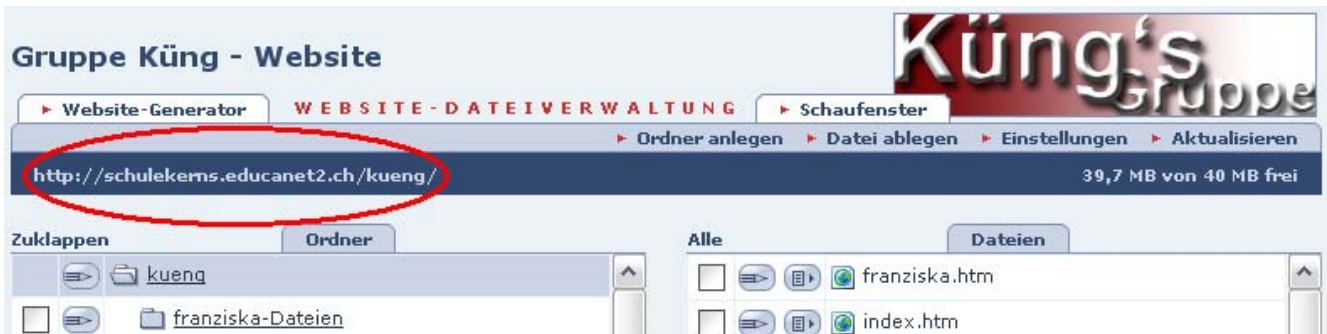 Gruppe Küng - Website
Küng's
Gruppe
Website-Generator WEBSITE-DATEIVERWALTUNG Schaufenster
Ordner anlegen Datei ablegen Einstellungen Aktualisieren
http://schulekerns.educanet2.ch/kueng/ 39,7 MB von 40 MB frei
Zuklappen Ordner Alle Dateien
kueng franziska.htm
franziska-Dateien index.htm